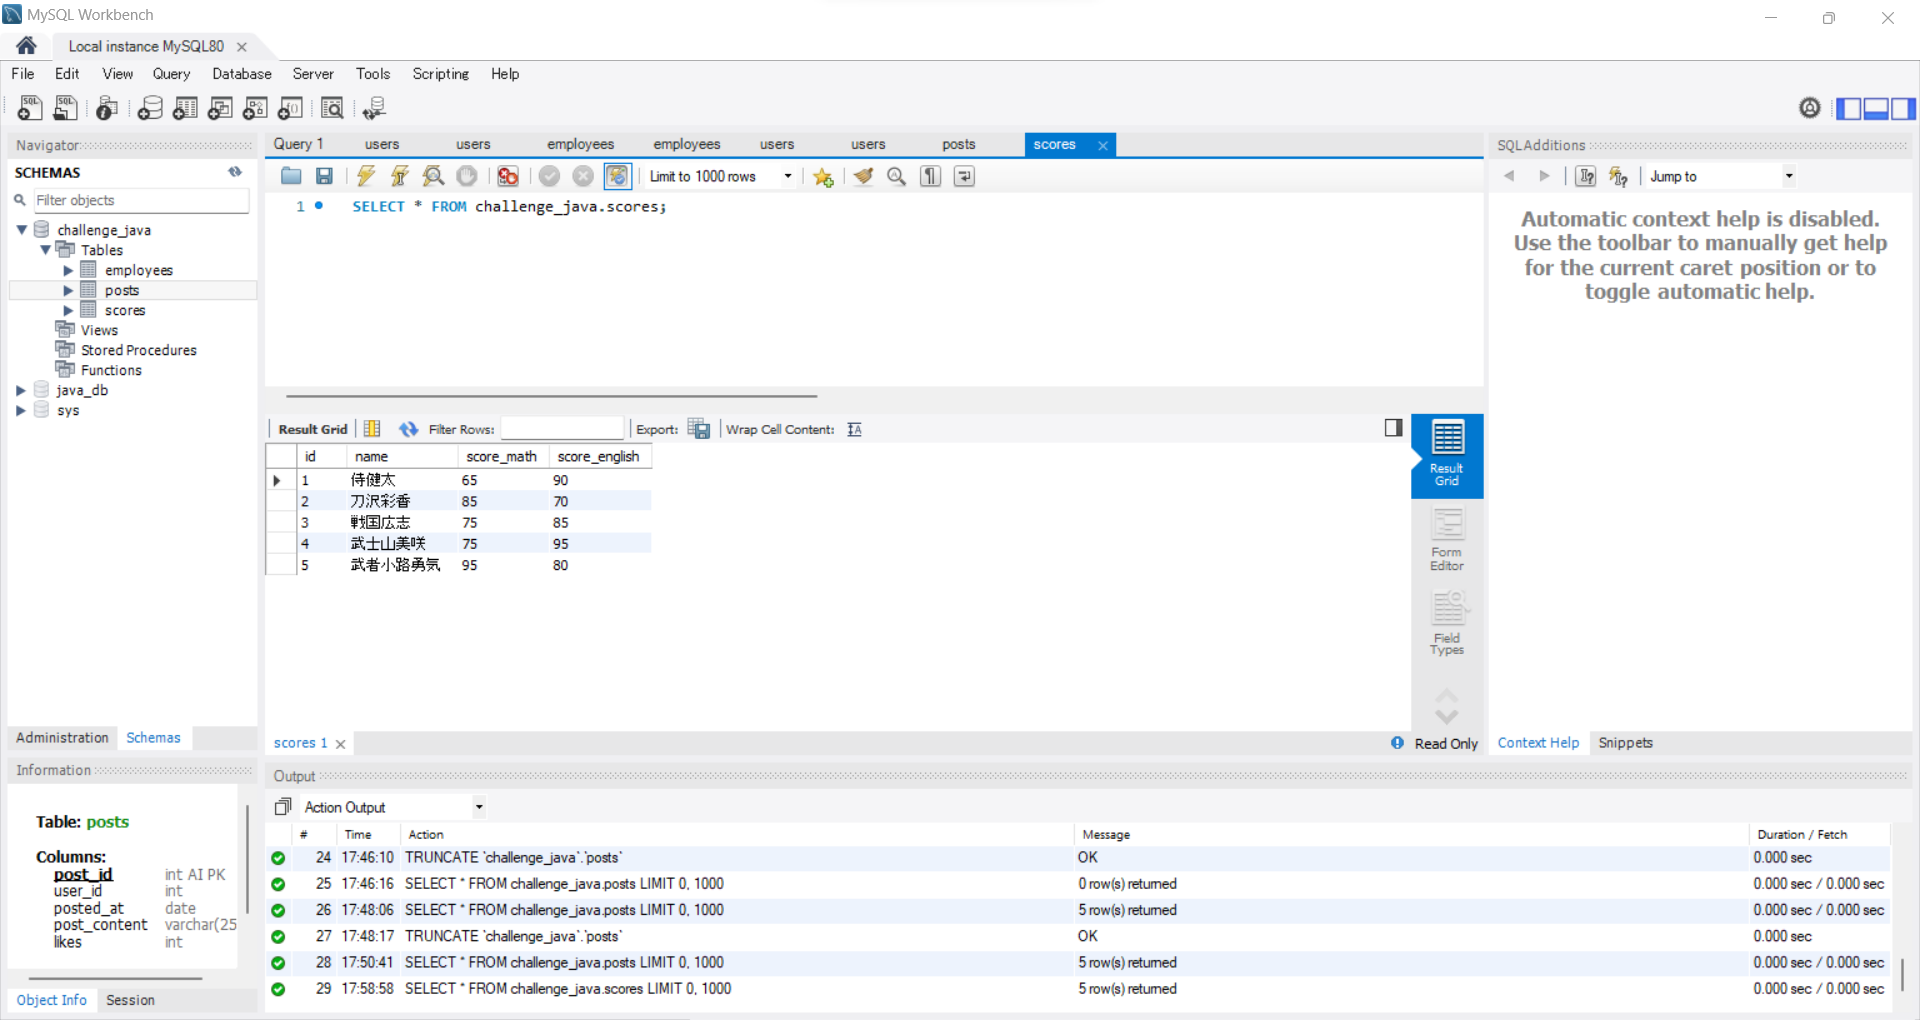 MySQL Workbench
Local instance MySQL80
File Edit View Query Database Server Tools Scripting Help
Navigator
SCHEMAS
Filter objects
challenge_java
Tables
employees
posts
scores
Views
Stored Procedures
Functions
java_db
sys
Administration Schemas
Information
Table: posts
Columns:
post_id int AI PK
user_id int
posted_at date
post_content varchar(25
likes int
Object Info Session
Query 1 users users employees employees users users posts scores
Limit to 1000 rows
1 SELECT * FROM challenge_java.scores;
Result Grid Filter Rows: Export: Wrap Cell Content:
id name score_math score_english
1 侍健太 65 90
2 刀沢彩香 85 70
3 戦国広志 75 85
4 武士山美咲 75 95
5 武者小路勇気 95 80
Result
Grid
Form
Editor
Field
Types
scores 1
Read Only
SQLAdditions
Jump to
Automatic context help is disabled.
Use the toolbar to manually get help
for the current caret position or to
toggle automatic help.
Context Help Snippets
Output
Action Output
# Time Action Message Duration / Fetch
24 17:46:10 TRUNCATE `challenge_java`.`posts` OK 0.000 sec
25 17:46:16 SELECT * FROM challenge_java.posts LIMIT 0, 1000 0 row(s) returned 0.000 sec / 0.000 sec
26 17:48:06 SELECT * FROM challenge_java.posts LIMIT 0, 1000 5 row(s) returned 0.000 sec / 0.000 sec
27 17:48:17 TRUNCATE `challenge_java`.`posts` OK 0.000 sec
28 17:50:41 SELECT * FROM challenge_java.posts LIMIT 0, 1000 5 row(s) returned 0.000 sec / 0.000 sec
29 17:58:58 SELECT * FROM challenge_java.scores LIMIT 0, 1000 5 row(s) returned 0.000 sec / 0.000 sec